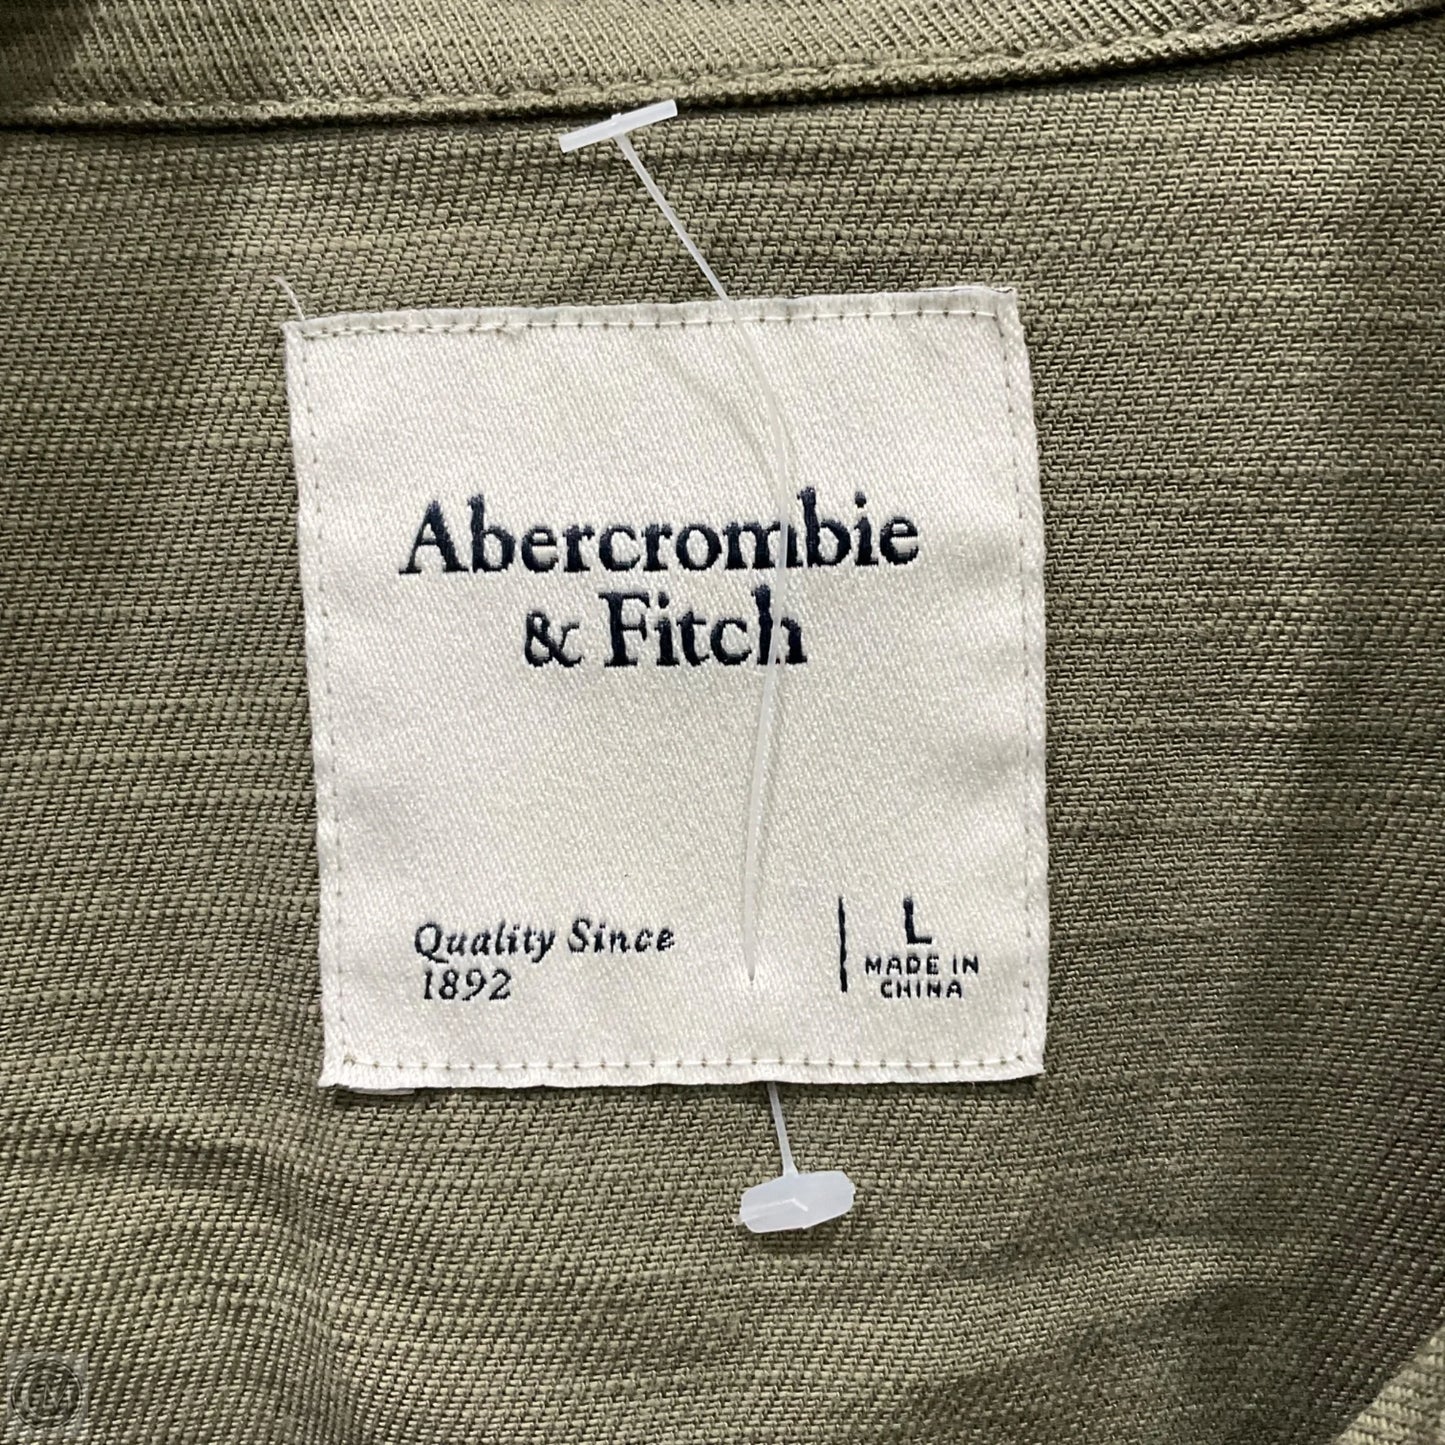 Abercrombie
& Fitch
Quality Since
1892
L
MADE IN
CHINA